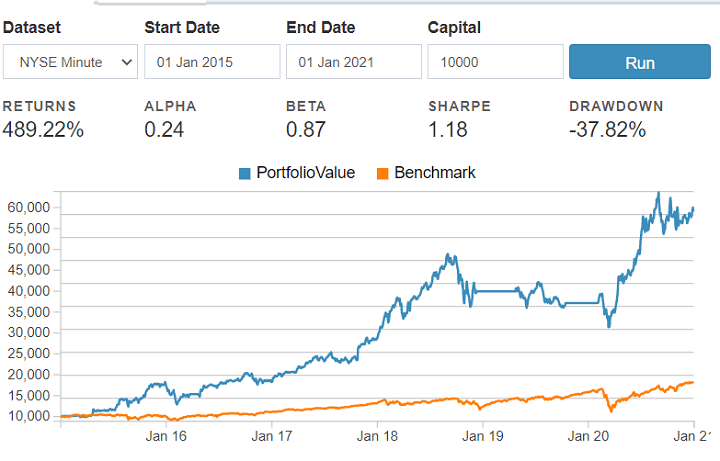 Dataset Start Date End Date Capital
NYSE Minute 01 Jan 2015 01 Jan 2021 10000 Run
RETURNS ALPHA BETA SHARPE DRAWDOWN
489.22% 0.24 0.87 1.18 -37.82%
PortfolioValue Benchmark
60,000
55,000
50,000
45,000
40,000
35,000
30,000
25,000
20,000
15,000
10,000
Jan 16 Jan 17 Jan 18 Jan 19 Jan 20 Jan 21